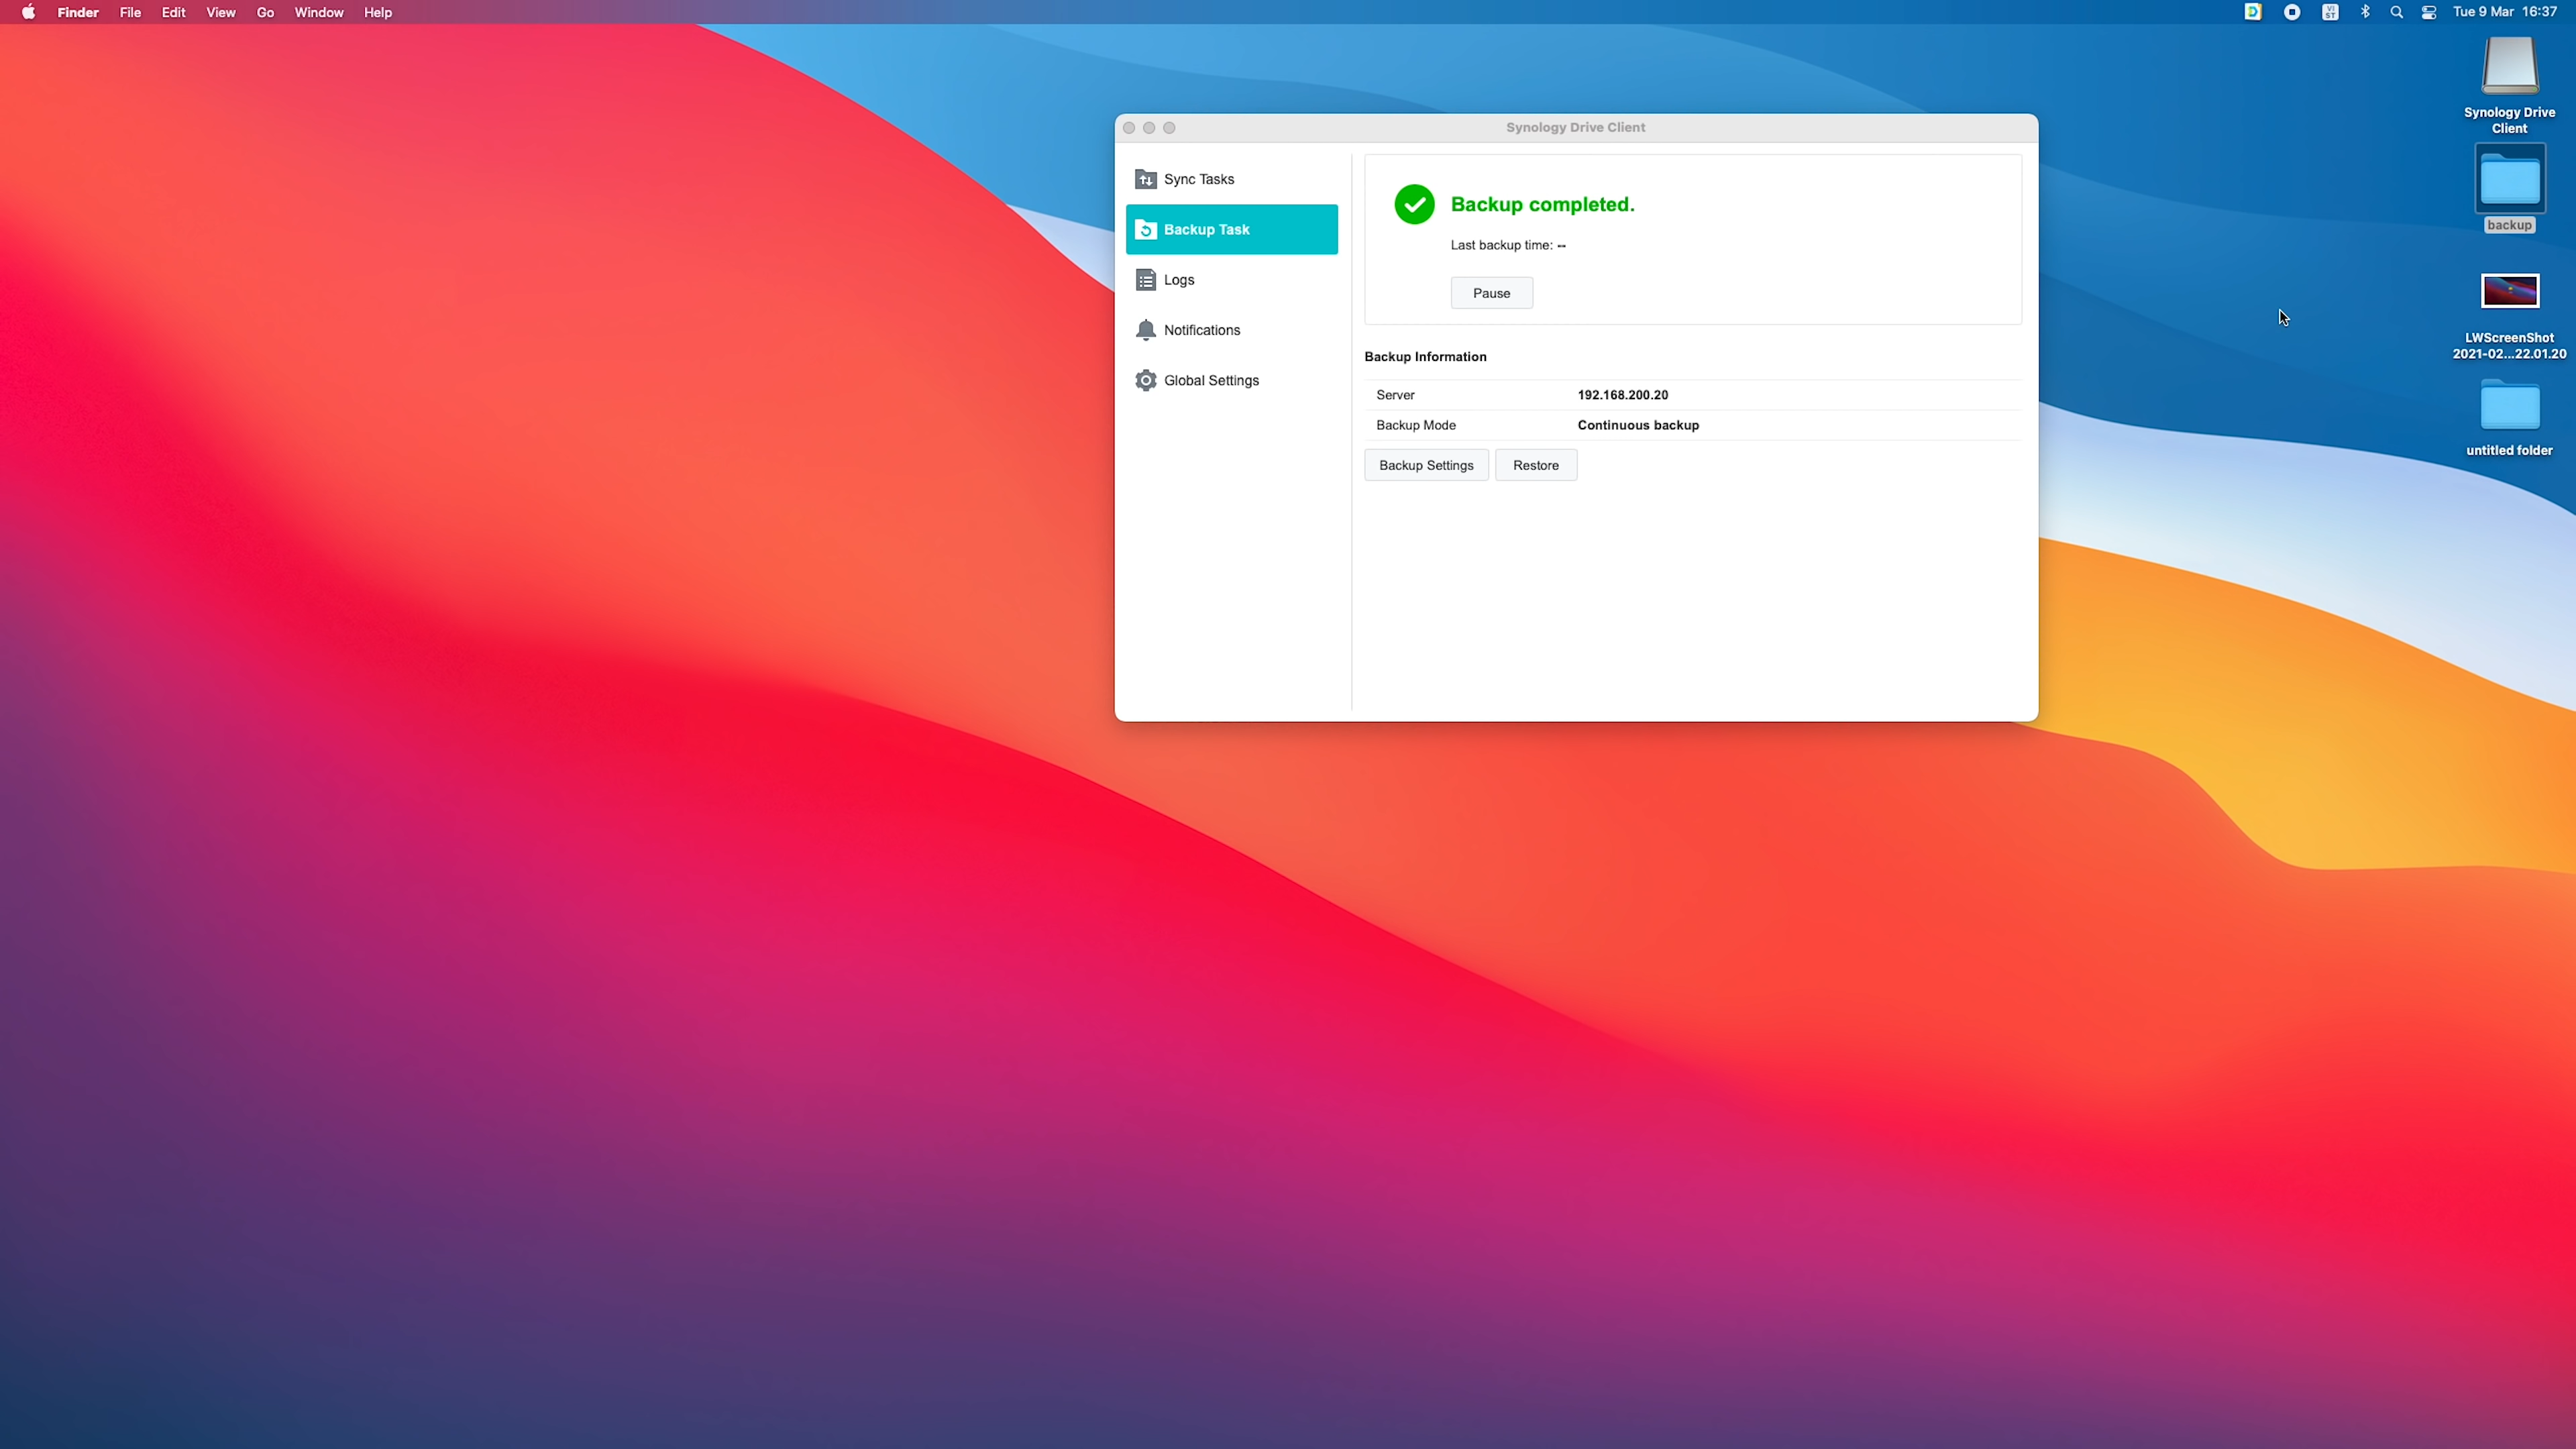 Finder File Edit View Go Window Help
VI
ST
Tue 9 Mar 16:37
Synology Drive Client
Sync Tasks
Backup Task
Logs
Notifications
Global Settings
Backup completed.
Last backup time: --
Pause
Backup Information
Server 192.168.200.20
Backup Mode Continuous backup
Backup Settings Restore
Synology Drive
Client
backup
LWScreenShot
2021-02...22.01.20
untitled folder